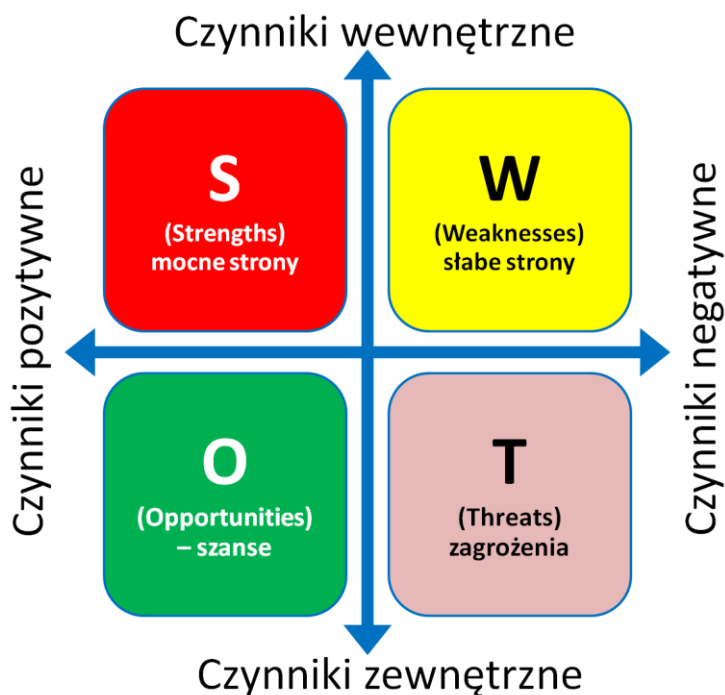 Czynniki wewnętrzne
Czynniki pozytywne
S
(Strengths)
mocne strony
W
(Weaknesses)
słabe strony
Czynniki negatywne
O
(Opportunities)
– szanse
T
(Threats)
zagrożenia
Czynniki zewnętrzne